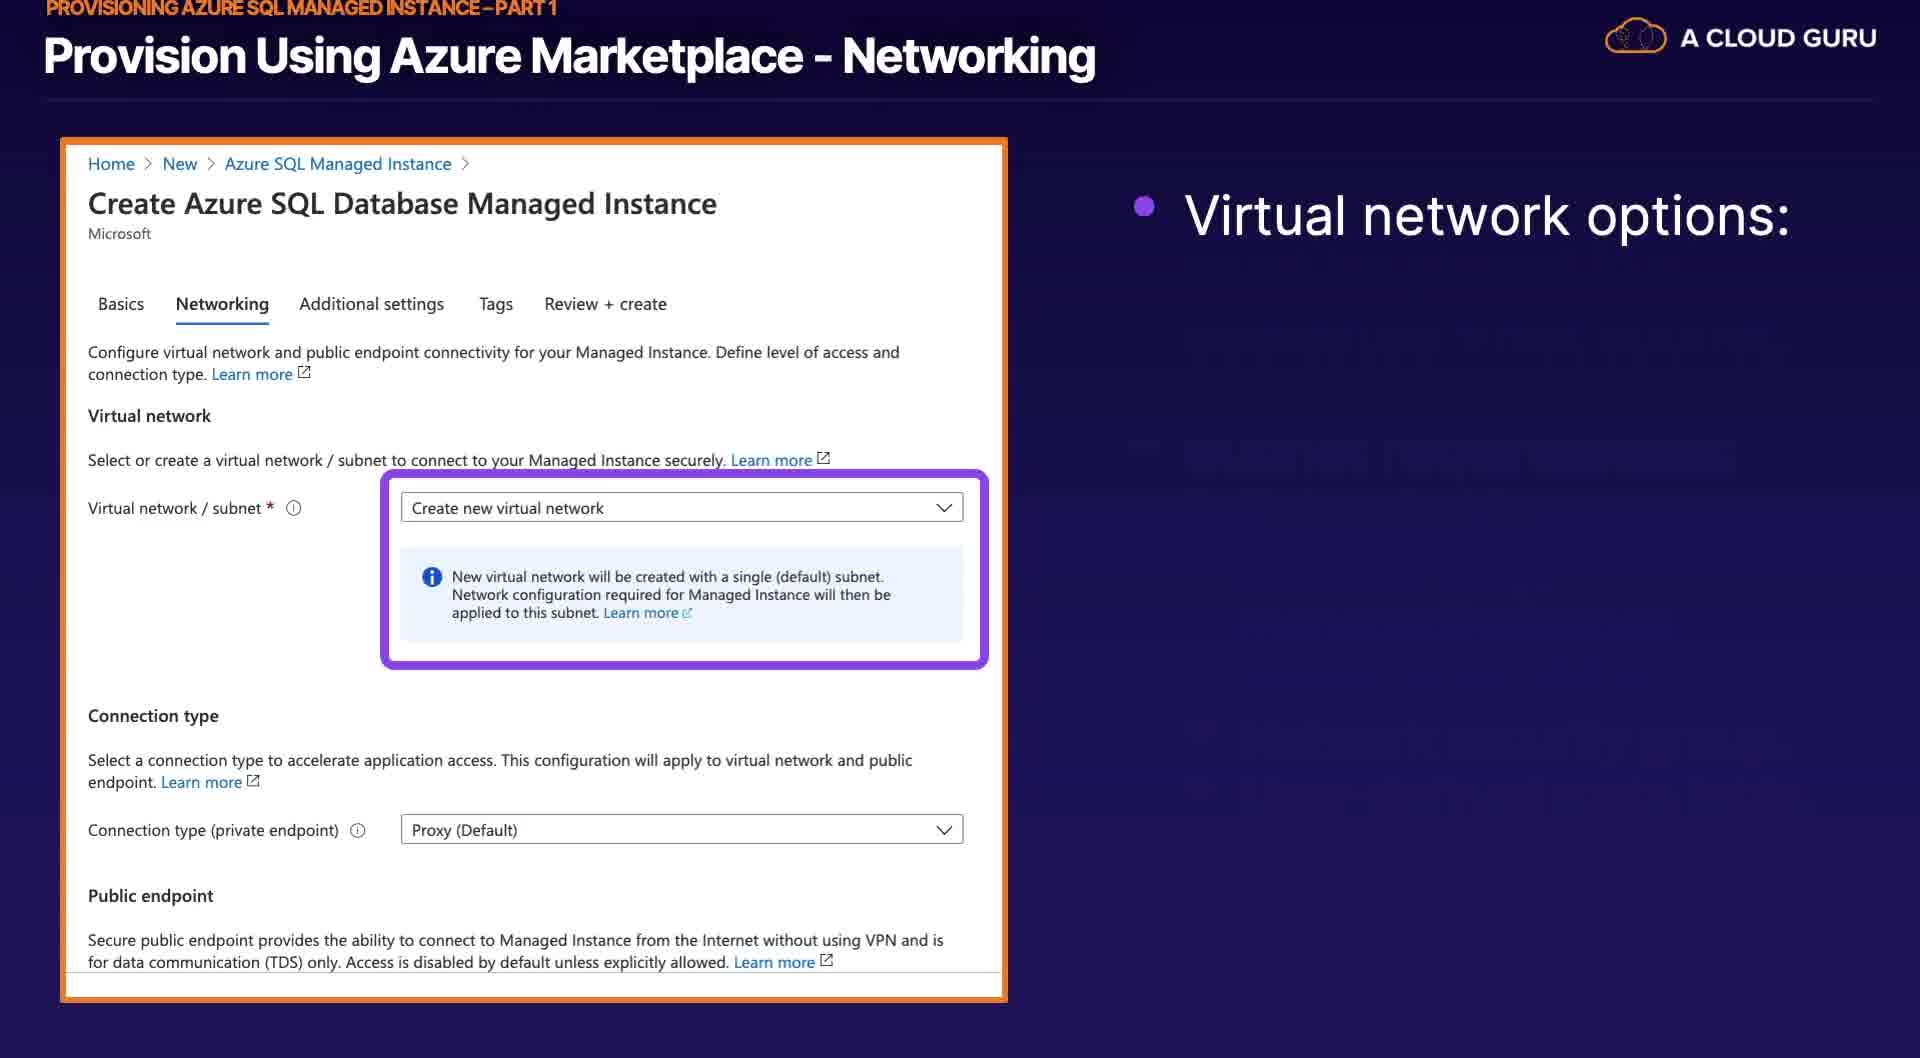 PROVISIONING AZURE SQL MANAGED INSTANCE – PART 1
Provision Using Azure Marketplace - Networking
A CLOUD GURU
Home > New > Azure SQL Managed Instance >
Create Azure SQL Database Managed Instance
Microsoft
Basics Networking Additional settings Tags Review + create
Configure virtual network and public endpoint connectivity for your Managed Instance. Define level of access and
connection type. Learn more
Virtual network
Select or create a virtual network / subnet to connect to your Managed Instance securely. Learn more
Virtual network / subnet *
Create new virtual network
New virtual network will be created with a single (default) subnet.
Network configuration required for Managed Instance will then be
applied to this subnet. Learn more
Connection type
Select a connection type to accelerate application access. This configuration will apply to virtual network and public
endpoint. Learn more
Connection type (private endpoint)
Proxy (Default)
Public endpoint
Secure public endpoint provides the ability to connect to Managed Instance from the Internet without using VPN and is
for data communication (TDS) only. Access is disabled by default unless explicitly allowed. Learn more
• Virtual network options: